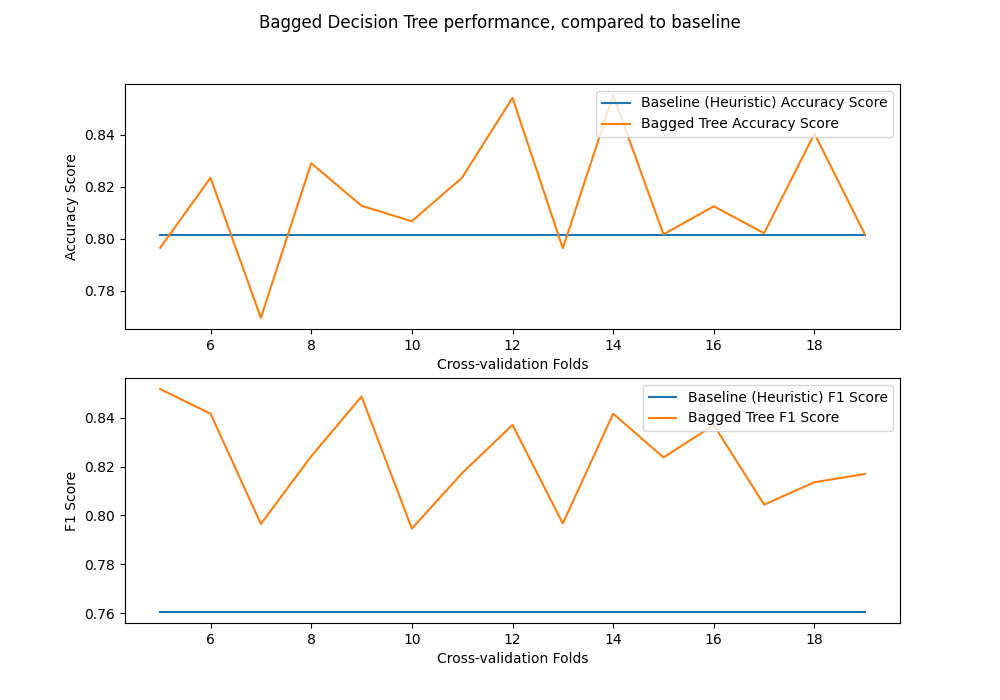 Bagged Decision Tree performance, compared to baseline
Baseline (Heuristic) Accuracy Score
Bagged Tree Accuracy Score
Accuracy Score
0.84
0.82
0.80
0.78
6 8 10 12 14 16 18
Cross-validation Folds
Baseline (Heuristic) F1 Score
Bagged Tree F1 Score
F1 Score
0.84
0.82
0.80
0.78
0.76
6 8 10 12 14 16 18
Cross-validation Folds